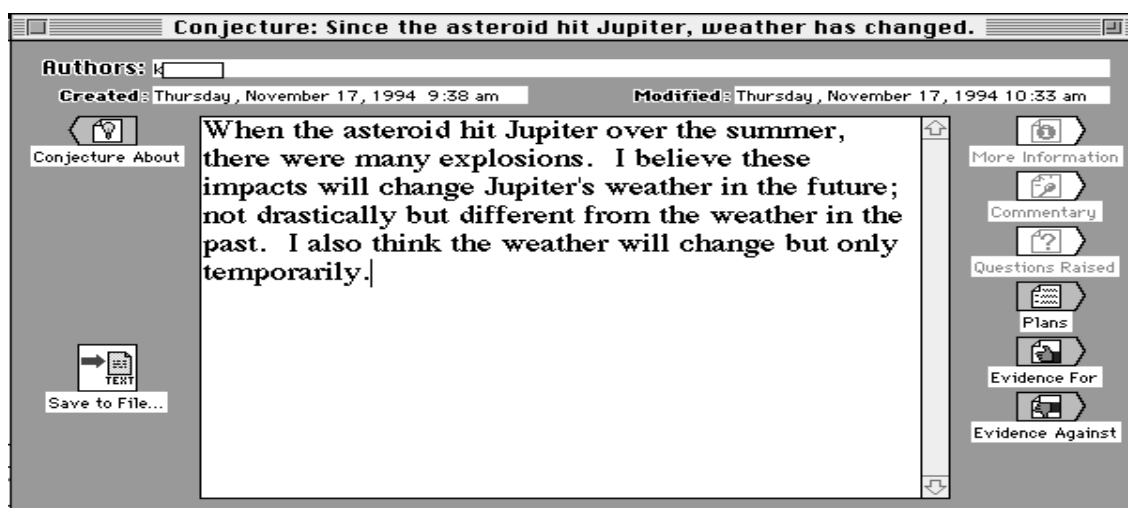 Conjecture: Since the asteroid hit Jupiter, weather has changed.
Authors: k
Created: Thursday, November 17, 1994 9:38 am
Modified: Thursday, November 17, 1994 10:33 am
Conjecture About
When the asteroid hit Jupiter over the summer,
there were many explosions. I believe these
impacts will change Jupiter's weather in the future;
not drastically but different from the weather in the
past. I also think the weather will change but only
temporarily.
TEXT
Save to File...
More Information
Commentary
Questions Raised
Plans
Evidence For
Evidence Against